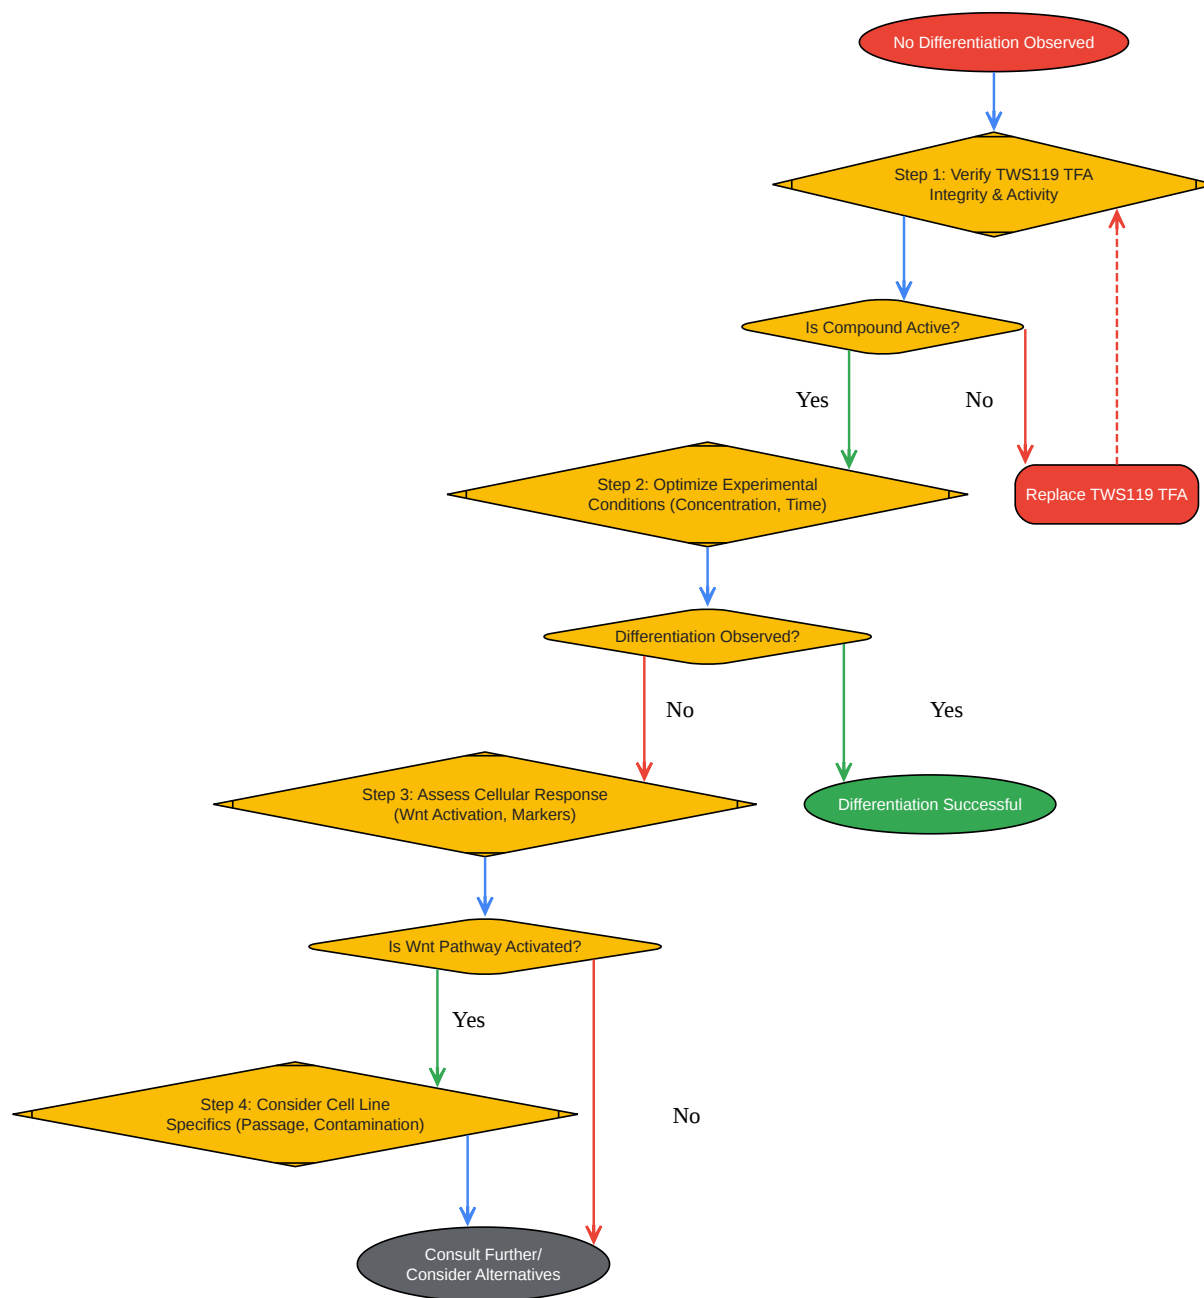 No Differentiation Observed
Step 1: Verify TWS119 TFA
Integrity & Activity
Is Compound Active?
Yes
No
Step 2: Optimize Experimental
Conditions (Concentration, Time)
Replace TWS119 TFA
Differentiation Observed?
No
Yes
Step 3: Assess Cellular Response
(Wnt Activation, Markers)
Differentiation Successful
Is Wnt Pathway Activated?
Yes
No
Step 4: Consider Cell Line
Specifics (Passage, Contamination)
Consult Further/
Consider Alternatives